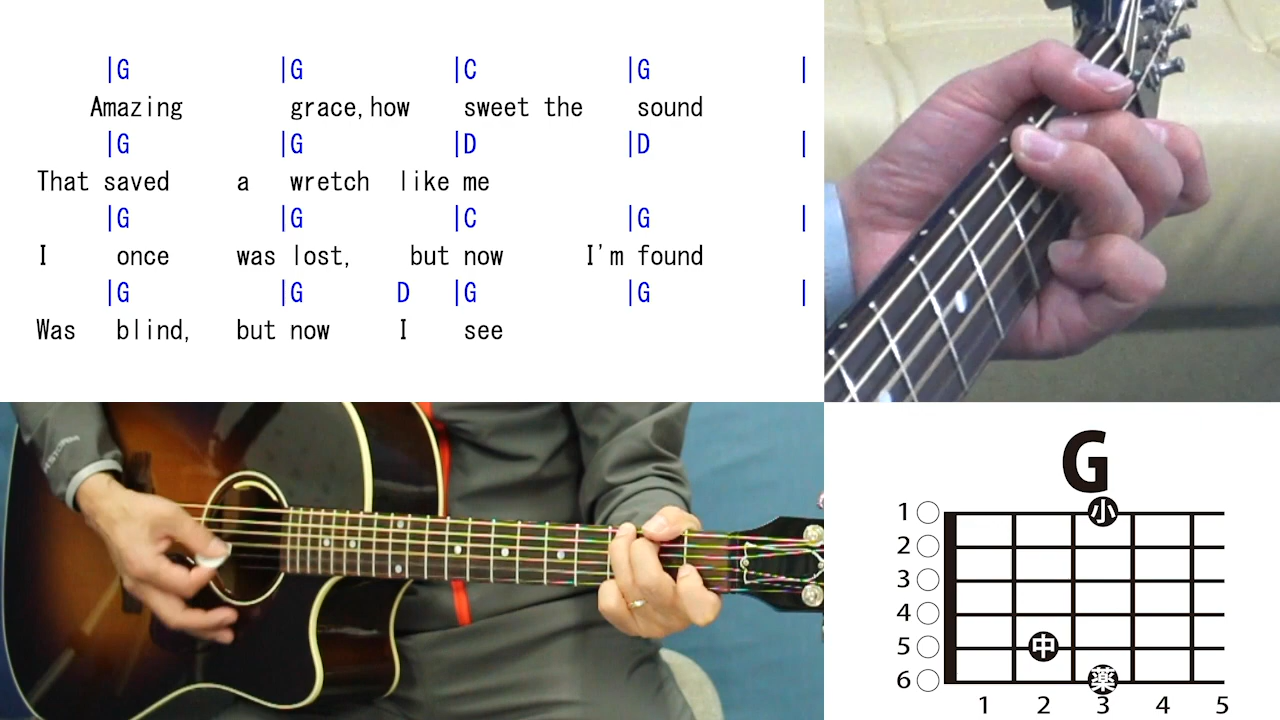 |G |G |C |G |
Amazing grace,how sweet the sound
|G |G |D |D |
That saved a wretch like me
|G |G |C |G |
I once was lost, but now I'm found
|G |G D |G |G |
Was blind, but now I see
G
1 小
2
3
4
5 中
6 薬
1 2 3 4 5